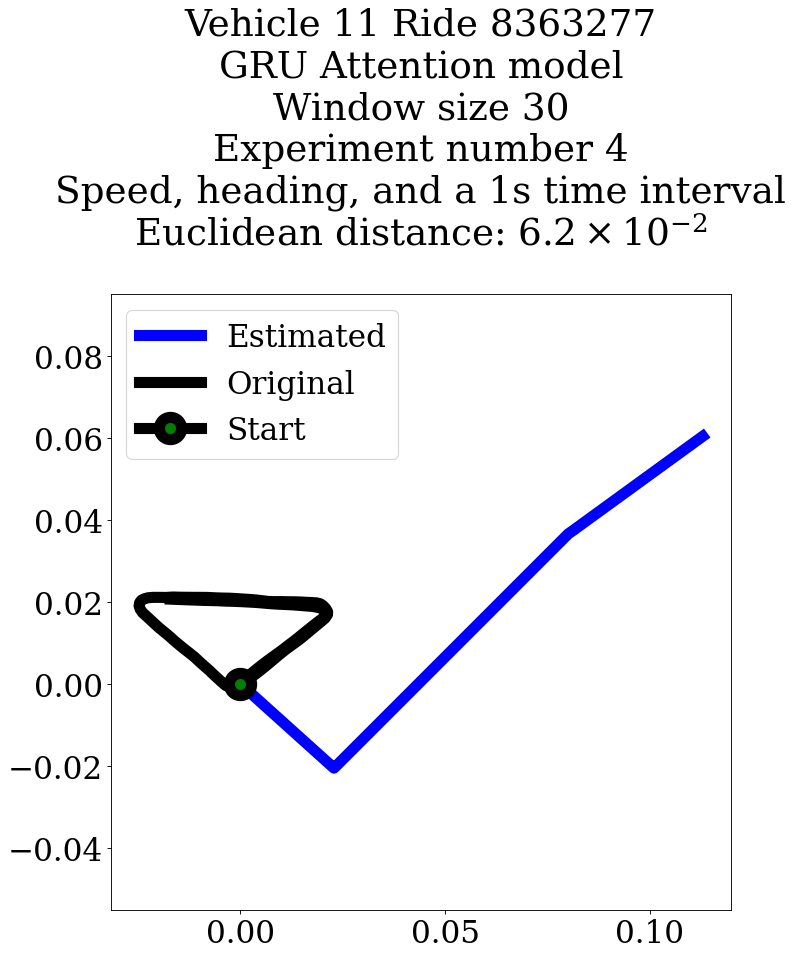 Vehicle 11 Ride 8363277
GRU Attention model
Window size 30
Experiment number 4
Speed, heading, and a 1s time interval
Euclidean distance: 6.2 × 10⁻²
Estimated
Original
Start
0.08
0.06
0.04
0.02
0.00
−0.02
−0.04
0.00 0.05 0.10